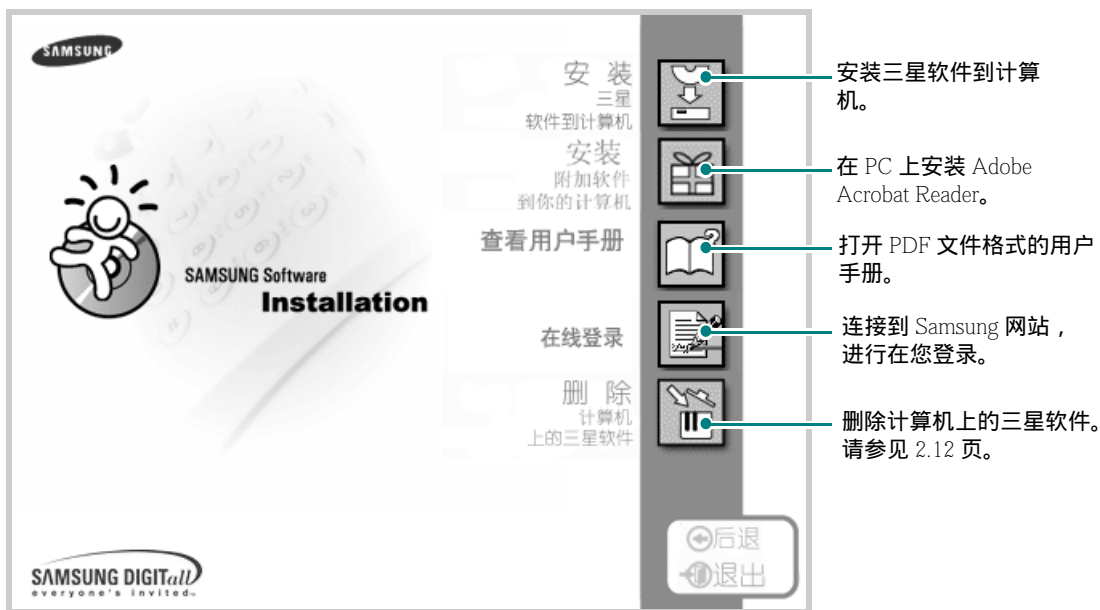 SAMSUNG
安 装
三星
软件到计算机
安装
附加软件
到你的计算机
查看用户手册
SAMSUNG Software
Installation
在线登录
删 除
计算机
上的三星软件
后退
退出
SAMSUNG DIGITall
everyone's invited™
安装三星软件到计算
机。
在 PC 上安装 Adobe
Acrobat Reader。
打开 PDF 文件格式的用户
手册。
连接到 Samsung 网站，
进行在您登录。
删除计算机上的三星软件。
请参见 2.12 页。